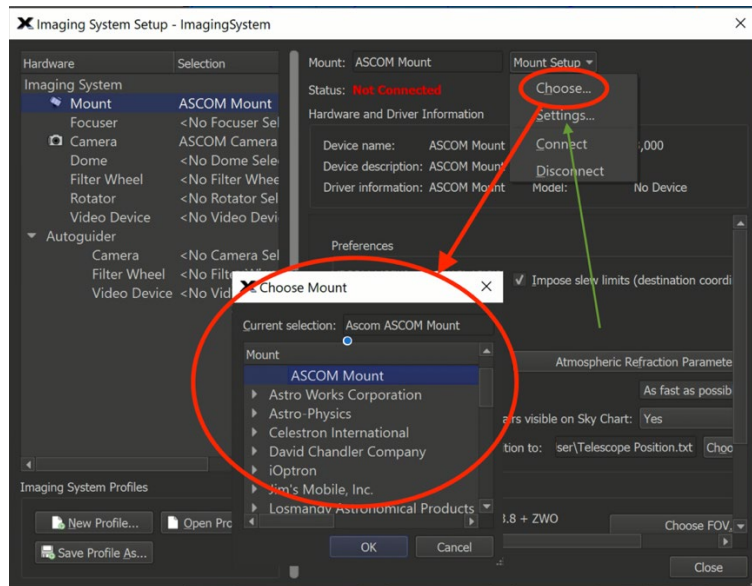 Imaging System Setup - ImagingSystem
Hardware Selection
Imaging System
Mount ASCOM Mount
Focuser <No Focuser Sel
Camera ASCOM Camera
Dome <No Dome Sele
Filter Wheel <No Filter Whee
Rotator <No Rotator Sel
Video Device <No Video Devi
Autoguider
Camera <No Camera Sel
Filter Wheel <No Filt
Video Device <No Vid
Imaging System Profiles
New Profile...
Open Pro
Save Profile As...
Mount: ASCOM Mount
Mount Setup
Status: Not Connected
Choose...
Settings...
Connect
Disconnect
Hardware and Driver Information
Device name: ASCOM Mount ,000
Device description: ASCOM Mount
Driver information: ASCOM Mount Model: No Device
Preferences
Impose slew limits (destination coordi
Atmospheric Refraction Paramete
As fast as possib
rs visible on Sky Chart: Yes
tion to: ser\Telescope Position.txt Choo
3.8 + ZWO
Choose FOV,
Close
Choose Mount
Current selection: Ascom ASCOM Mount
Mount
ASCOM Mount
Astro Works Corporation
Astro-Physics
Celestron International
David Chandler Company
iOptron
Jim's Mobile, Inc.
Losmandy Astronomical Products
OK Cancel